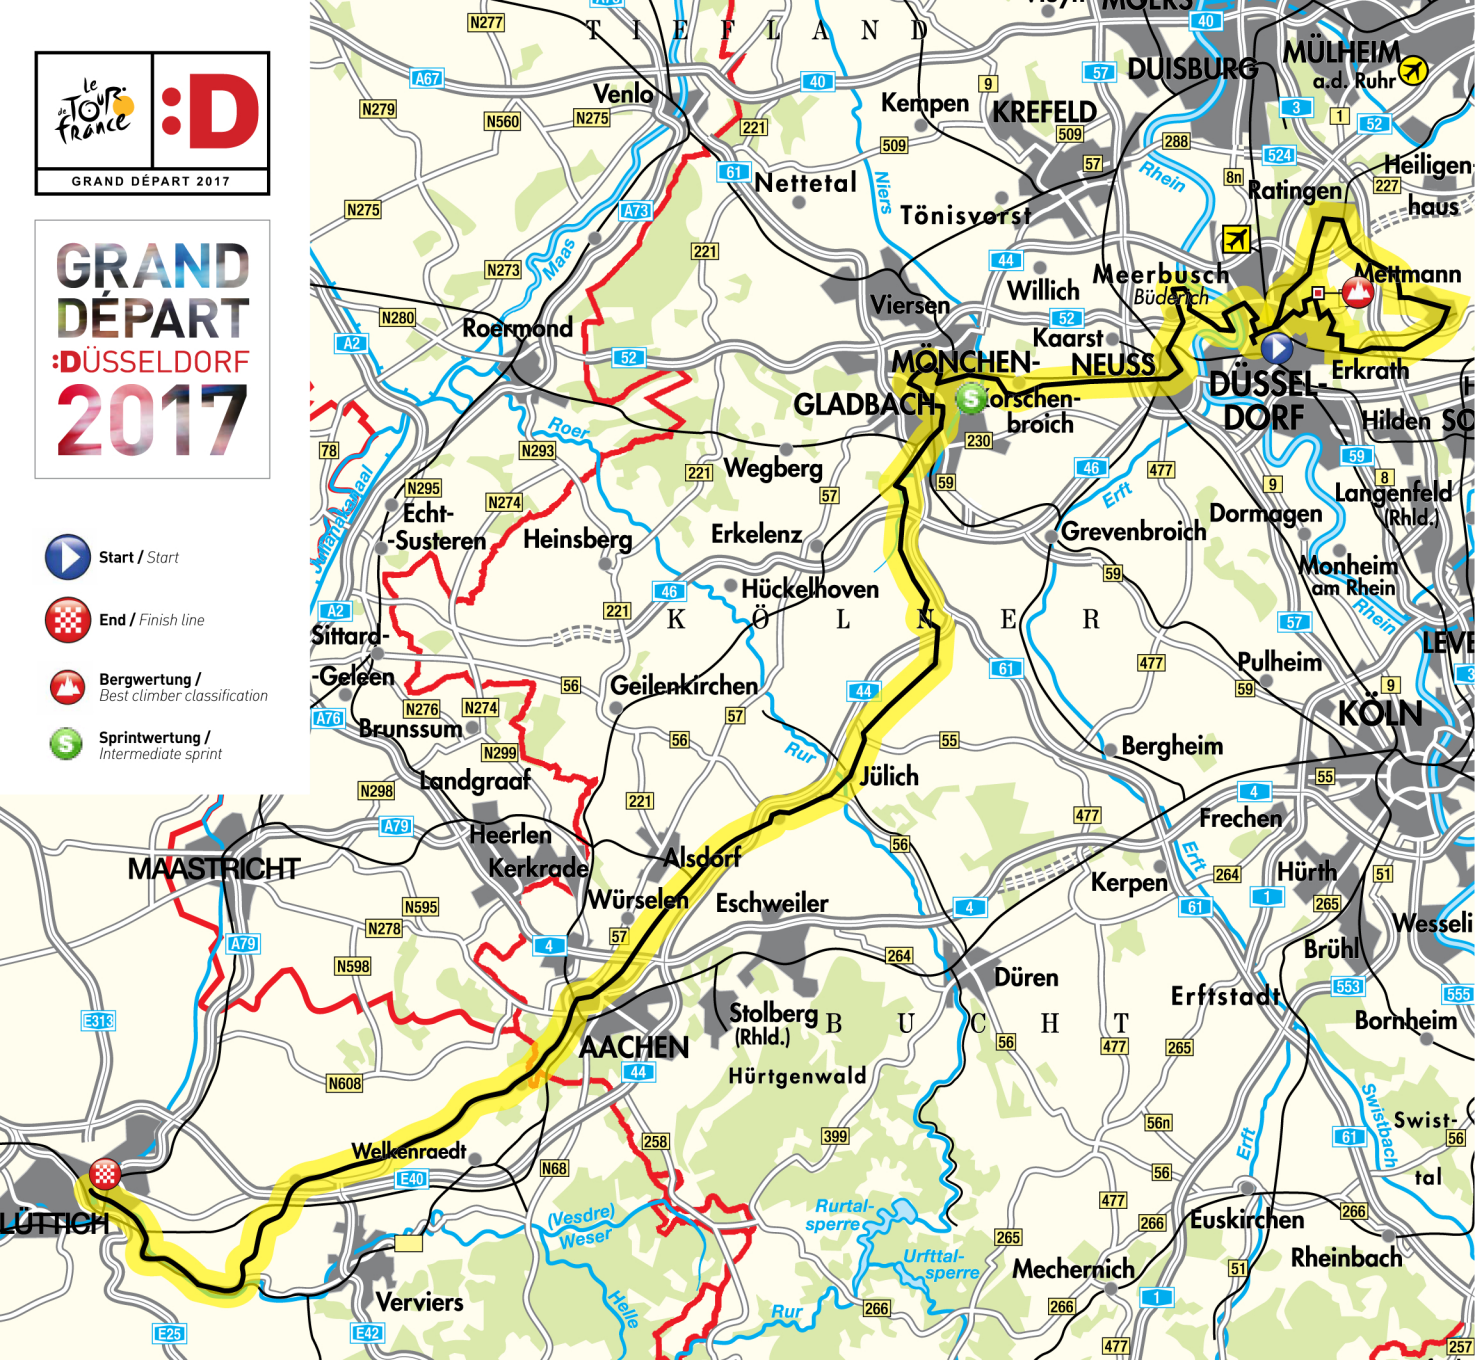 le
TOUR
de
france
:D
GRAND DÉPART 2017
GRAND
DÉPART
:DÜSSELDORF
2017
Start / Start
End / Finish line
Bergwertung /
Best climber classification
S
Sprintwertung /
Intermediate sprint
TIEFLAND
N277
A67
40
40
MÜLHEIM
a.d. Ruhr
DUISBURG
57
Venlo
Kempen
9
KREFELD
3
1
52
N279
N560
N275
221
509
509
288
524
57
Heiligen-
haus
61
Nettetal
Niers
Rhein
8n
Ratingen
227
N275
A73
Tönisvorst
Maas
221
N273
44
Meerbusch
Büderich
Mettmann
Willich
Viersen
N280
Roermond
52
Kaarst
A2
52
MÖNCHEN-
GLADBACH
NEUSS
S
Korschen-
broich
DÜSSEL-
DORF
Erkrath
Hilden
Roer
78
N293
230
Wegberg
221
57
59
46
477
Erft
59
9
8
Langenfeld
(Rhld.)
N295
N274
Echt-
-Susteren
Heinsberg
Erkelenz
Grevenbroich
Dormagen
Julianakanaal
Monheim
am Rhein
Rhein
46
Hückelhoven
59
A2
221
KÖLNER
57
Sittard-
-Geleen
61
477
Pulheim
59
9
56
Geilenkirchen
44
N276
N274
57
KÖLN
A76
Brunssum
56
55
Bergheim
N299
Rur
Landgraaf
Jülich
55
N298
221
4
477
Frechen
A79
Heerlen
MAASTRICHT
Kerkrade
Alsdorf
56
Erft
264
Hürth
51
Würselen
Eschweiler
Kerpen
4
61
1
265
N595
N278
57
Wesseli
A79
4
264
Brühl
N598
Düren
553
555
Erftstadt
E313
Stolberg
(Rhld.)
BUCHT
Bornheim
AACHEN
56
477
265
44
Hürtgenwald
N608
Swistbach
56n
Swist-
tal
258
399
61
56
Welkenraedt
N68
56
E40
477
LÜTTICH
(Vesdre)
Weser
Rurtal-
sperre
266
Euskirchen
266
265
Rheinbach
Urfttal-
sperre
Mechernich
51
Verviers
Helle
Rur
266
266
1
E25
E42
477
257